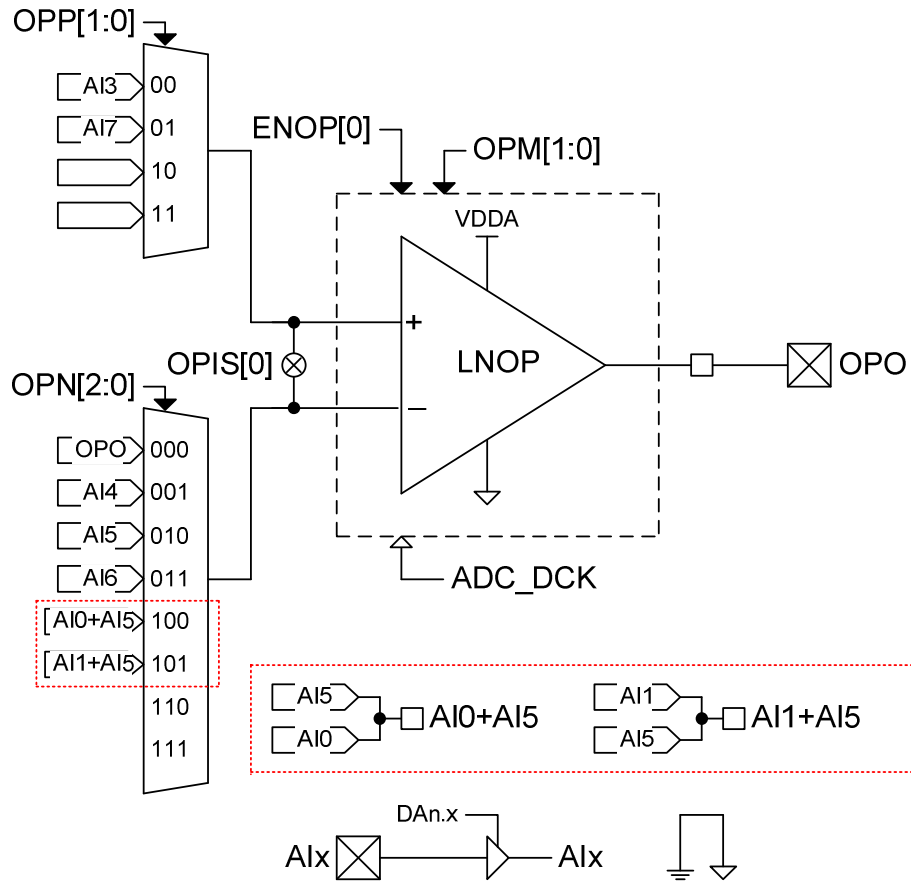 OPP[1:0]
AI3 00
AI7 01
10
11
ENOP[0]
OPM[1:0]
VDDA
+
LNOP
−
OPIS[0]
OPO
OPN[2:0]
OPO 000
AI4 001
AI5 010
AI6 011
AI0+AI5 100
AI1+AI5 101
110
111
ADC_DCK
AI5
AI0
AI0+AI5
AI1
AI5
AI1+AI5
DAn.x
AIx
AIx